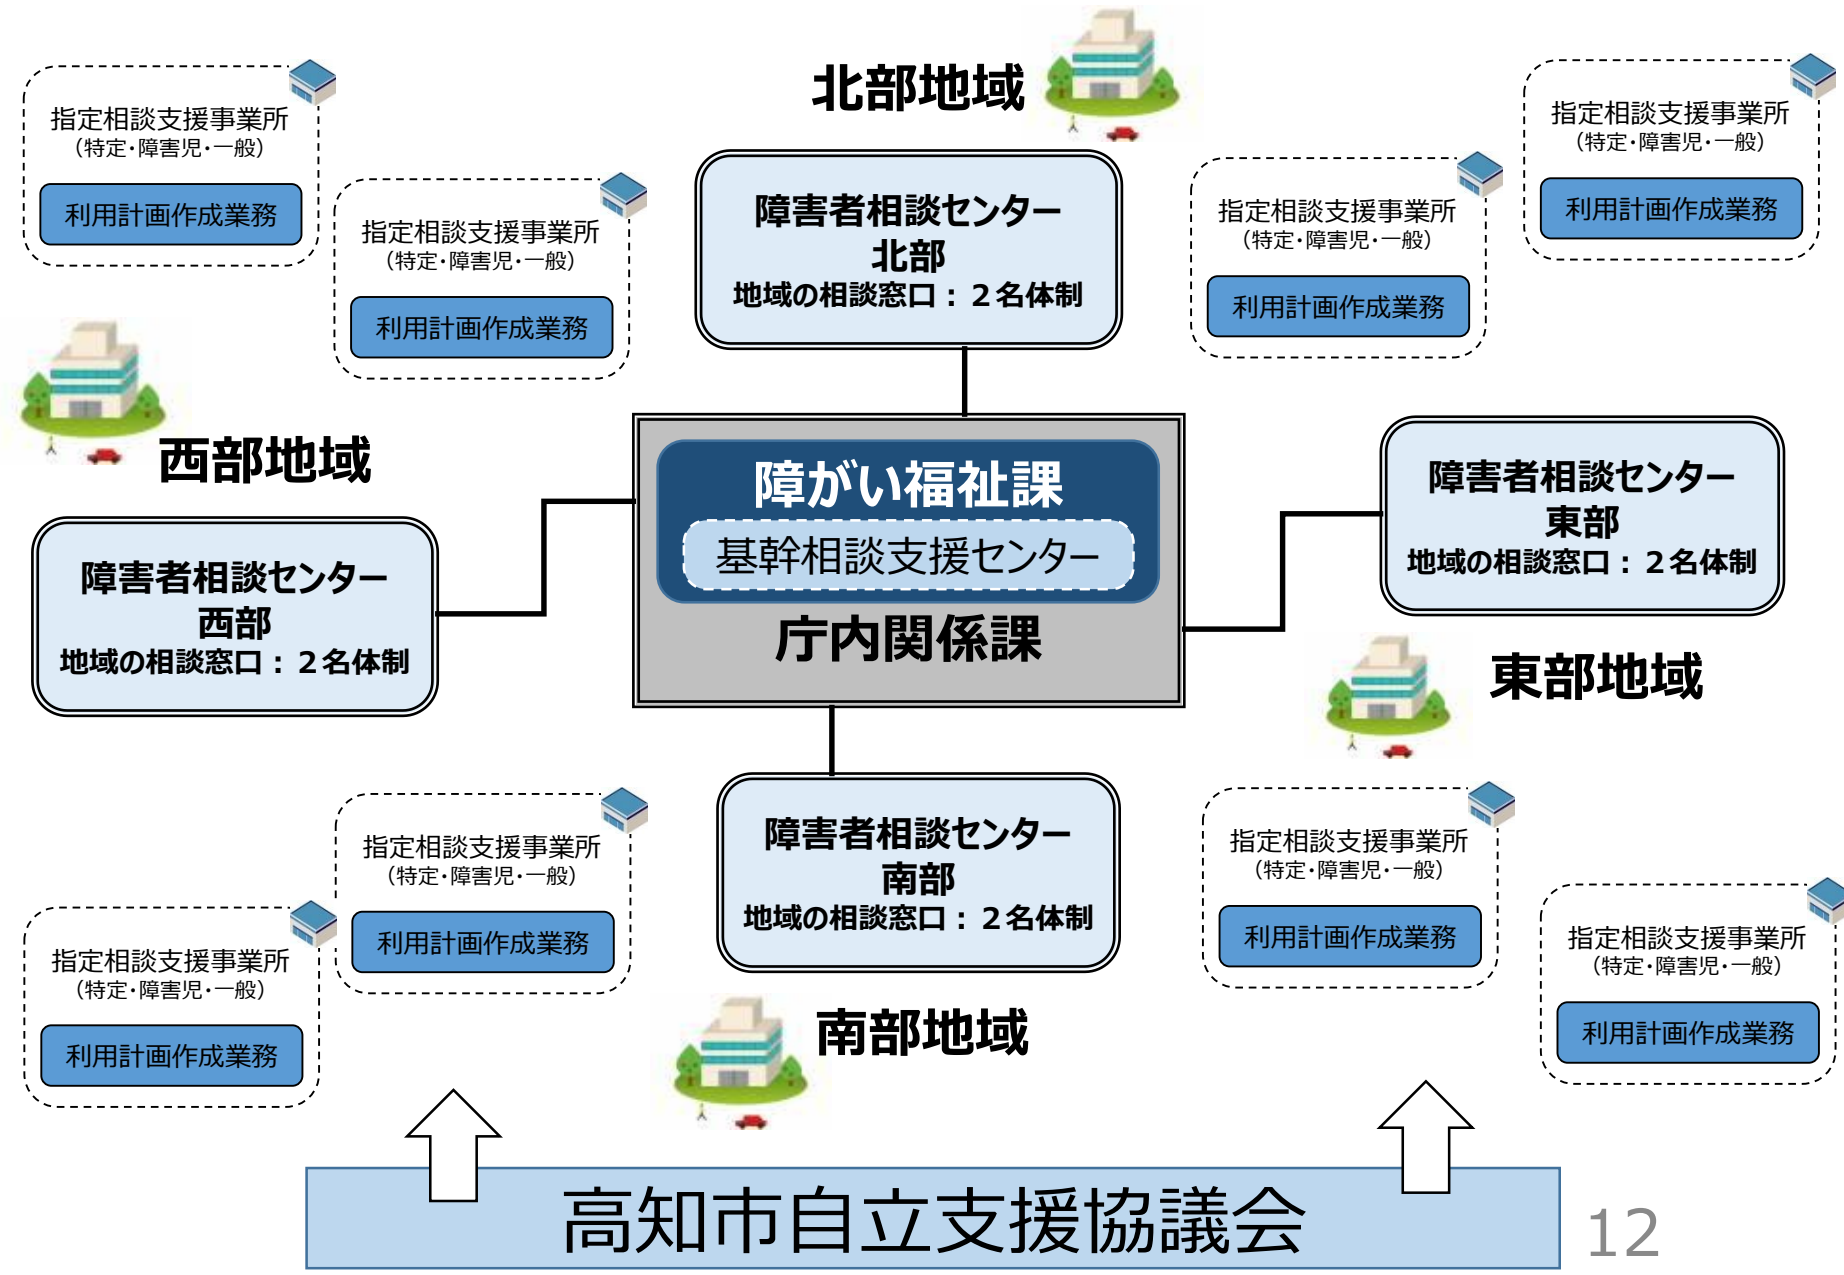 北部地域
指定相談支援事業所
（特定・障害児・一般）
利用計画作成業務
指定相談支援事業所
（特定・障害児・一般）
利用計画作成業務
障害者相談センター
北部
地域の相談窓口：２名体制
指定相談支援事業所
（特定・障害児・一般）
利用計画作成業務
指定相談支援事業所
（特定・障害児・一般）
利用計画作成業務
西部地域
障害者相談センター
西部
地域の相談窓口：２名体制
障がい福祉課
基幹相談支援センター
庁内関係課
障害者相談センター
東部
地域の相談窓口：２名体制
東部地域
指定相談支援事業所
（特定・障害児・一般）
利用計画作成業務
指定相談支援事業所
（特定・障害児・一般）
利用計画作成業務
障害者相談センター
南部
地域の相談窓口：２名体制
南部地域
指定相談支援事業所
（特定・障害児・一般）
利用計画作成業務
指定相談支援事業所
（特定・障害児・一般）
利用計画作成業務
高知市自立支援協議会
12